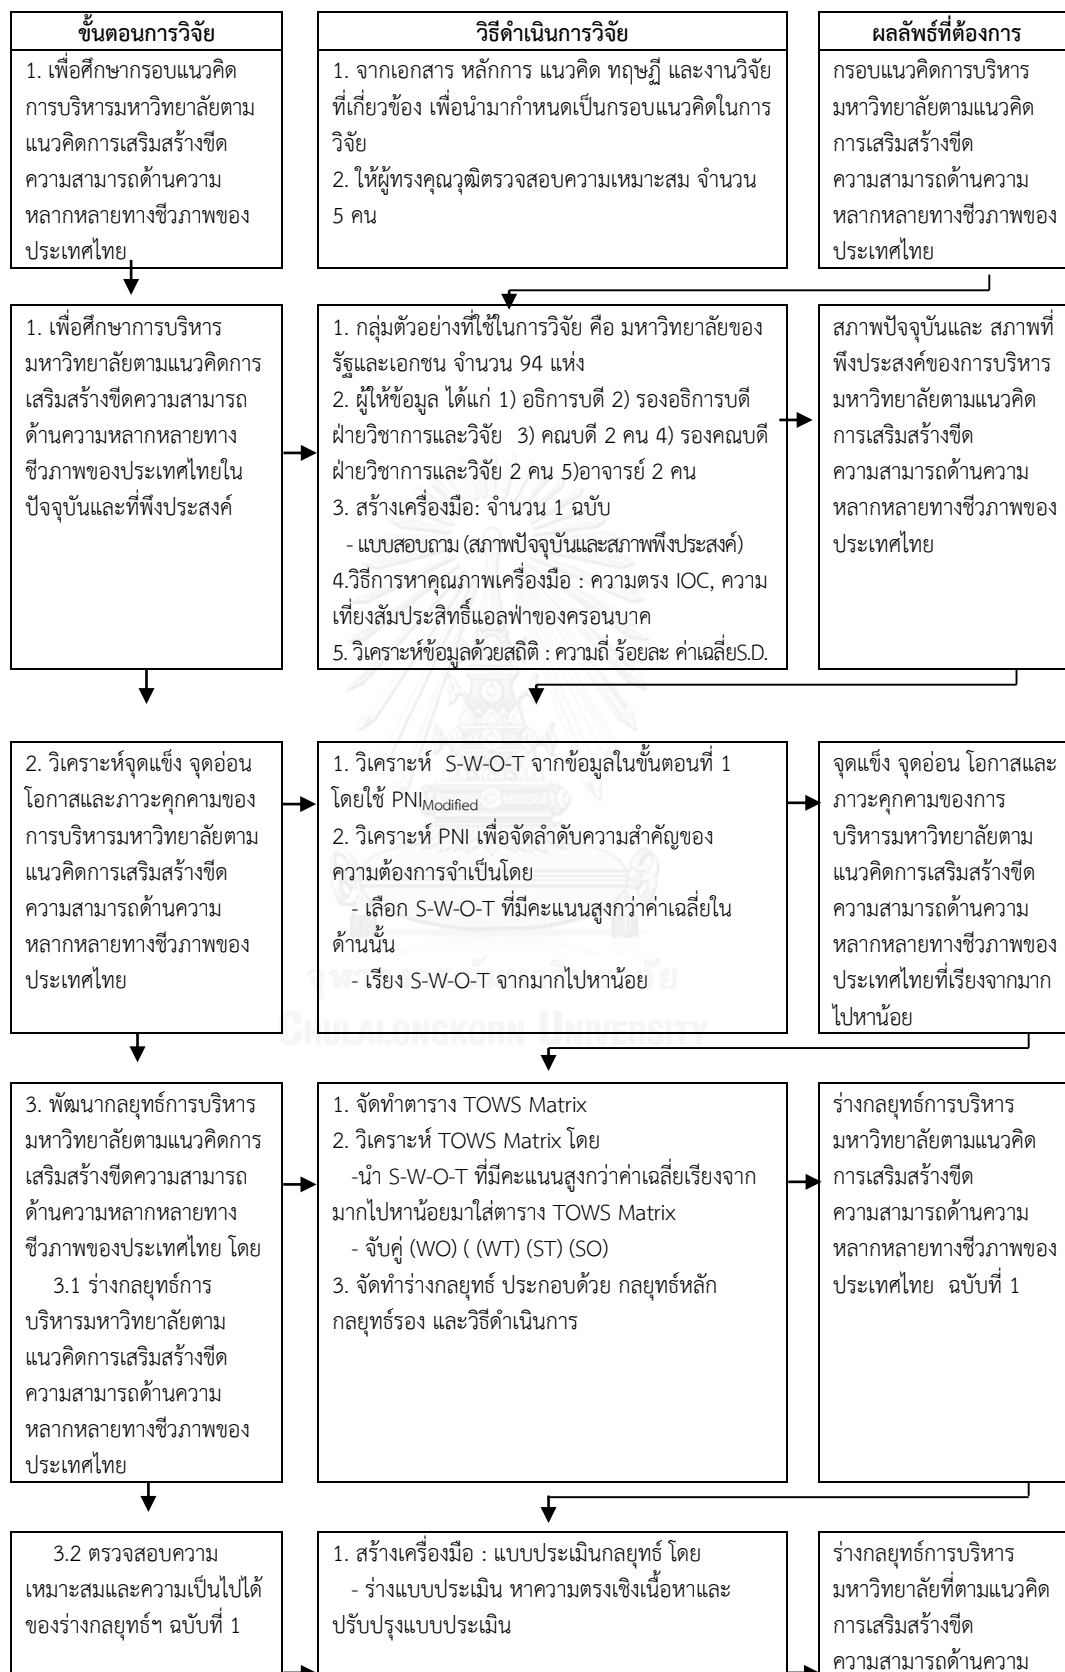 ขั้นตอนการวิจัย
วิธีดำเนินการวิจัย
ผลลัพธ์ที่ต้องการ
1. เพื่อศึกษากรอบแนวคิด
การบริหารมหาวิทยาลัยตาม
แนวคิดการเสริมสร้างขีด
ความสามารถด้านความ
หลากหลายทางชีวภาพของ
ประเทศไทย
1. จากเอกสาร หลักการ แนวคิด ทฤษฎี และงานวิจัย
ที่เกี่ยวข้อง เพื่อนำมากำหนดเป็นกรอบแนวคิดในการ
วิจัย
2. ให้ผู้ทรงคุณวุฒิตรวจสอบความเหมาะสม จำนวน
5 คน
กรอบแนวคิดการบริหาร
มหาวิทยาลัยตามแนวคิด
การเสริมสร้างขีด
ความสามารถด้านความ
หลากหลายทางชีวภาพของ
ประเทศไทย
1. เพื่อศึกษาการบริหาร
มหาวิทยาลัยตามแนวคิดการ
เสริมสร้างขีดความสามารถ
ด้านความหลากหลายทาง
ชีวภาพของประเทศไทยใน
ปัจจุบันและที่พึงประสงค์
1. กลุ่มตัวอย่างที่ใช้ในการวิจัย คือ มหาวิทยาลัยของ
รัฐและเอกชน จำนวน 94 แห่ง
2. ผู้ให้ข้อมูล ได้แก่ 1) อธิการบดี 2) รองอธิการบดี
ฝ่ายวิชาการและวิจัย 3) คณบดี 2 คน 4) รองคณบดี
ฝ่ายวิชาการและวิจัย 2 คน 5)อาจารย์ 2 คน
3. สร้างเครื่องมือ: จำนวน 1 ฉบับ
- แบบสอบถาม (สภาพปัจจุบันและสภาพพึงประสงค์)
4.วิธีการหาคุณภาพเครื่องมือ : ความตรง IOC, ความ
เที่ยงสัมประสิทธิ์แอลฟ่าของครอนบาค
5. วิเคราะห์ข้อมูลด้วยสถิติ : ความถี่ ร้อยละ ค่าเฉลี่ยS.D.
สภาพปัจจุบันและ สภาพที่
พึงประสงค์ของการบริหาร
มหาวิทยาลัยตามแนวคิด
การเสริมสร้างขีด
ความสามารถด้านความ
หลากหลายทางชีวภาพของ
ประเทศไทย
2. วิเคราะห์จุดแข็ง จุดอ่อน
โอกาสและภาวะคุกคามของ
การบริหารมหาวิทยาลัยตาม
แนวคิดการเสริมสร้างขีด
ความสามารถด้านความ
หลากหลายทางชีวภาพของ
ประเทศไทย
1. วิเคราะห์ S-W-O-T จากข้อมูลในขั้นตอนที่ 1
โดยใช้ PNIModified
2. วิเคราะห์ PNI เพื่อจัดลำดับความสำคัญของ
ความต้องการจำเป็นโดย
- เลือก S-W-O-T ที่มีคะแนนสูงกว่าค่าเฉลี่ยใน
ด้านนั้น
- เรียง S-W-O-T จากมากไปหาน้อย
จุดแข็ง จุดอ่อน โอกาสและ
ภาวะคุกคามของการ
บริหารมหาวิทยาลัยตาม
แนวคิดการเสริมสร้างขีด
ความสามารถด้านความ
หลากหลายทางชีวภาพของ
ประเทศไทยที่เรียงจากมาก
ไปหาน้อย
จุฬาลงกรณ์มหาวิทยาลัย
CHULALONGKORN UNIVERSITY
3. พัฒนากลยุทธ์การบริหาร
มหาวิทยาลัยตามแนวคิดการ
เสริมสร้างขีดความสามารถ
ด้านความหลากหลายทาง
ชีวภาพของประเทศไทย โดย
3.1 ร่างกลยุทธ์การ
บริหารมหาวิทยาลัยตาม
แนวคิดการเสริมสร้างขีด
ความสามารถด้านความ
หลากหลายทางชีวภาพของ
ประเทศไทย
1. จัดทำตาราง TOWS Matrix
2. วิเคราะห์ TOWS Matrix โดย
-นำ S-W-O-T ที่มีคะแนนสูงกว่าค่าเฉลี่ยเรียงจาก
มากไปหาน้อยมาใส่ตาราง TOWS Matrix
- จับคู่ (WO) ( (WT) (ST) (SO)
3. จัดทำร่างกลยุทธ์ ประกอบด้วย กลยุทธ์หลัก
กลยุทธ์รอง และวิธีดำเนินการ
ร่างกลยุทธ์การบริหาร
มหาวิทยาลัยตามแนวคิด
การเสริมสร้างขีด
ความสามารถด้านความ
หลากหลายทางชีวภาพของ
ประเทศไทย ฉบับที่ 1
3.2 ตรวจสอบความ
เหมาะสมและความเป็นไปได้
ของร่างกลยุทธ์ฯ ฉบับที่ 1
1. สร้างเครื่องมือ : แบบประเมินกลยุทธ์ โดย
- ร่างแบบประเมิน หาความตรงเชิงเนื้อหาและ
ปรับปรุงแบบประเมิน
ร่างกลยุทธ์การบริหาร
มหาวิทยาลัยที่ตามแนวคิด
การเสริมสร้างขีด
ความสามารถด้านความ